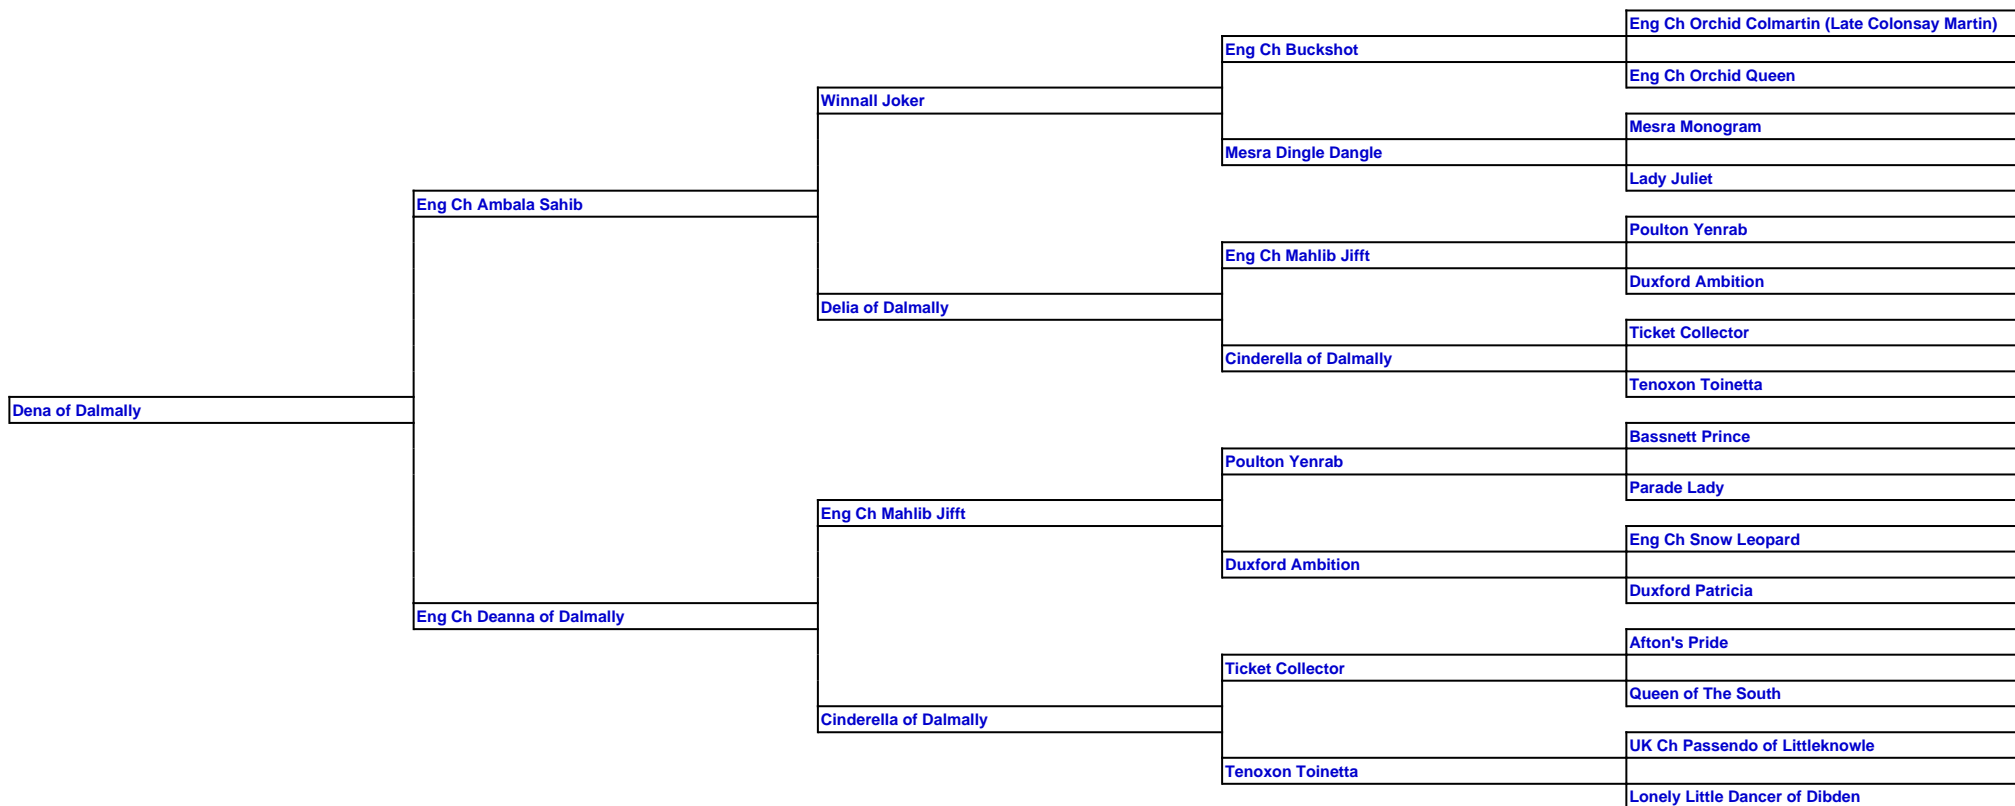 Eng Ch Orchid Colmartin (Late Colonsay Martin)
Eng Ch Buckshot
Eng Ch Orchid Queen
Winnall Joker
Mesra Monogram
Mesra Dingle Dangle
Lady Juliet
Eng Ch Ambala Sahib
Poulton Yenrab
Eng Ch Mahlib Jifft
Duxford Ambition
Delia of Dalmally
Ticket Collector
Cinderella of Dalmally
Tenoxon Toinetta
Dena of Dalmally
Bassnett Prince
Poulton Yenrab
Parade Lady
Eng Ch Mahlib Jifft
Eng Ch Snow Leopard
Duxford Ambition
Duxford Patricia
Eng Ch Deanna of Dalmally
Afton's Pride
Ticket Collector
Queen of The South
Cinderella of Dalmally
UK Ch Passendo of Littleknowle
Tenoxon Toinetta
Lonely Little Dancer of Dibden